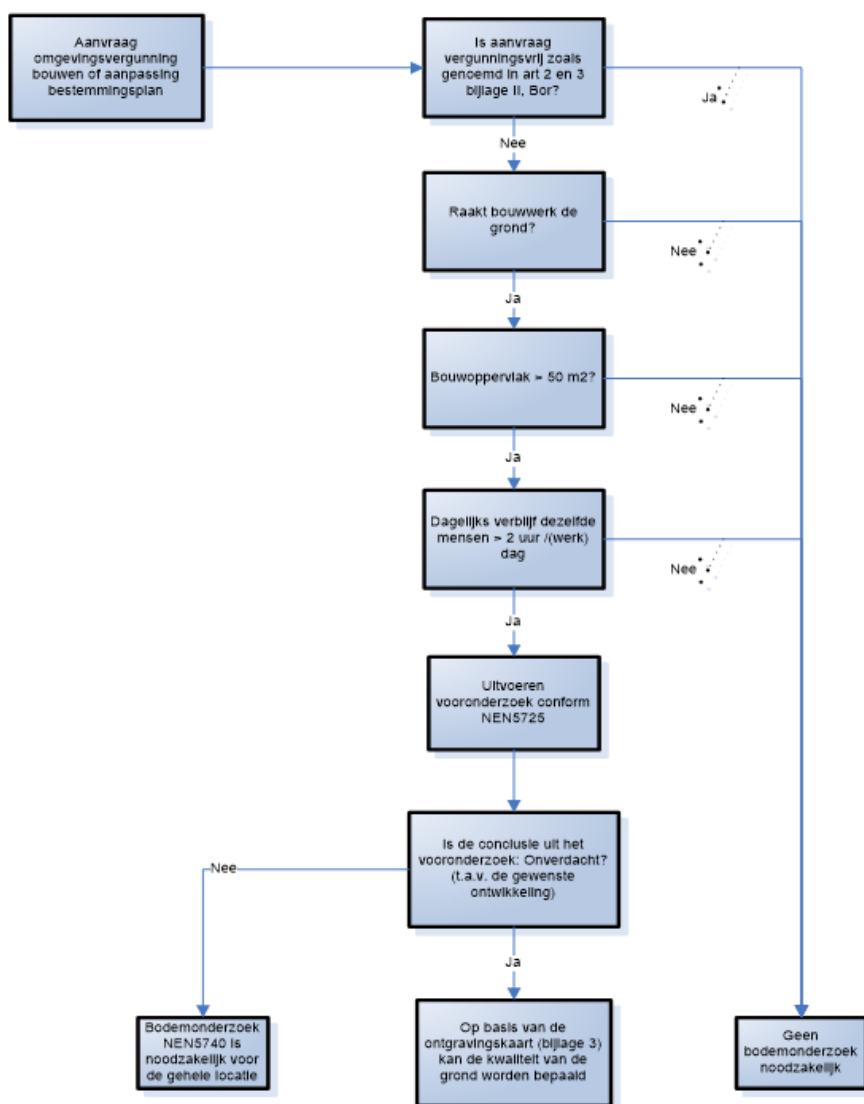 Aanvraag
omgevingsvergunning
bouwen of aanpassing
bestemmingsplan
Is aanvraag
vergunningsvrij zoals
genoemd in art 2 en 3
bijlage II, Bor?
Ja
Nee
Raakt bouwwerk de
grond?
Nee
Ja
Bouwoppervlak > 50 m2?
Nee
Ja
Dagelijks verblijf dezelfde
mensen > 2 uur /(werk)
dag
Nee
Ja
Uitvoeren
vooronderzoek conform
NEN5725
Is de conclusie uit het
vooronderzoek: Onverdacht?
(t.a.v. de gewenste
ontwikkeling)
Nee
Ja
Bodemonderzoek
NEN5740 is
noodzakelijk voor
de gehele locatie
Op basis van de
ontgravingskaart (bijlage 3)
kan de kwaliteit van de
grond worden bepaald
Geen
bodemonderzoek
noodzakelijk